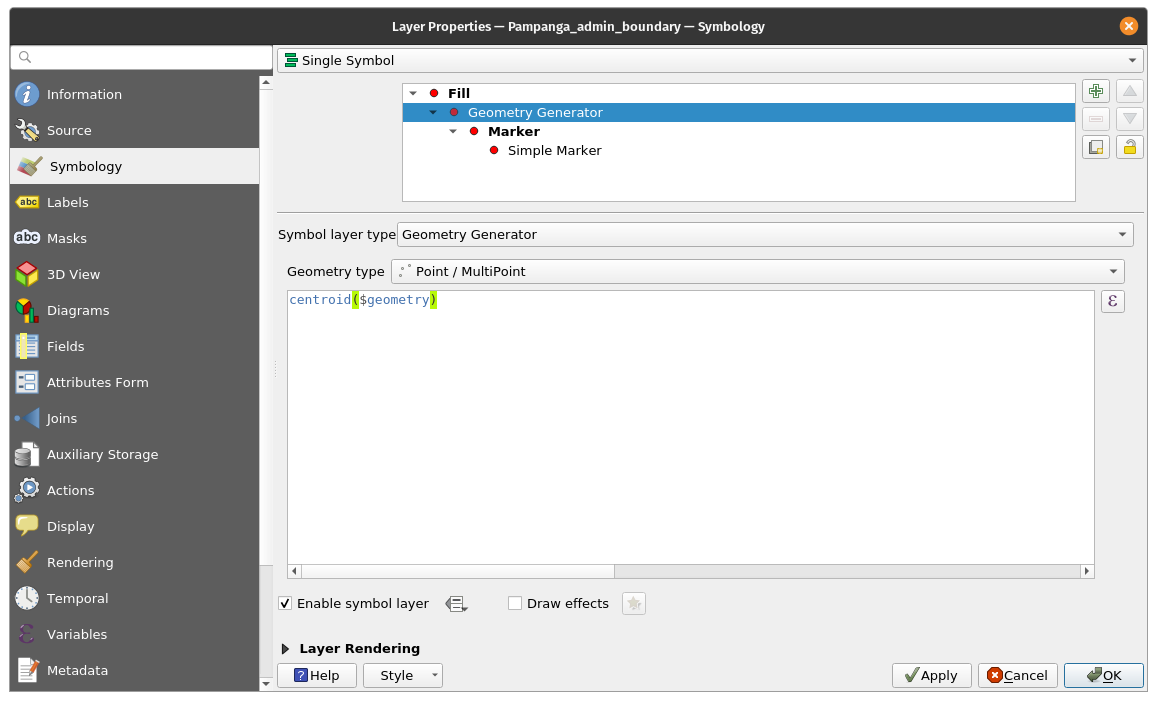 Layer Properties — Pampanga_admin_boundary — Symbology
Information
Source
Symbology
abc Labels
abc Masks
3D View
Diagrams
Fields
Attributes Form
Joins
Auxiliary Storage
Actions
Display
Rendering
Temporal
ε Variables
Metadata
Single Symbol
Fill
Geometry Generator
Marker
Simple Marker
Symbol layer type Geometry Generator
Geometry type Point / MultiPoint
centroid($geometry)
ε
Enable symbol layer Draw effects
Layer Rendering
Help Style Apply Cancel OK